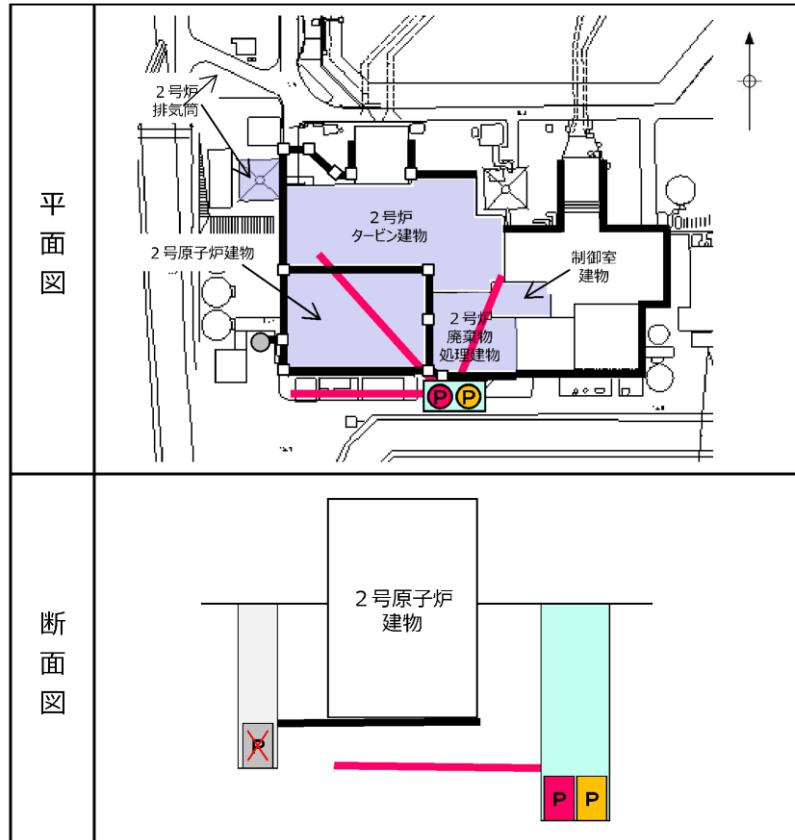 平面図
2号炉
排気筒
2号炉
タービン建物
2号原子炉建物
制御室
建物
2号炉
廃棄物
処理建物
P P
断面図
2号原子炉
建物
P
P P